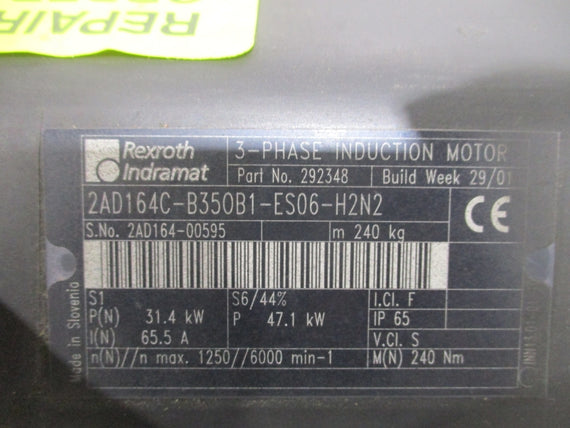 REPAIR
Rexroth
Indramat
3-PHASE INDUCTION MOTOR
Part No. 292348 Build Week 29/01
2AD164C-B350B1-ES06-H2N2
S.No. 2AD164-00595 m 240 kg
CE
S1 S6/44% I.Cl. F
P(N) 31.4 kW P 47.1 kW IP 65
I(N) 65.5 A V.Cl. S
n(N)//n max. 1250//6000 min-1 M(N) 240 Nm
Made in Slovenia